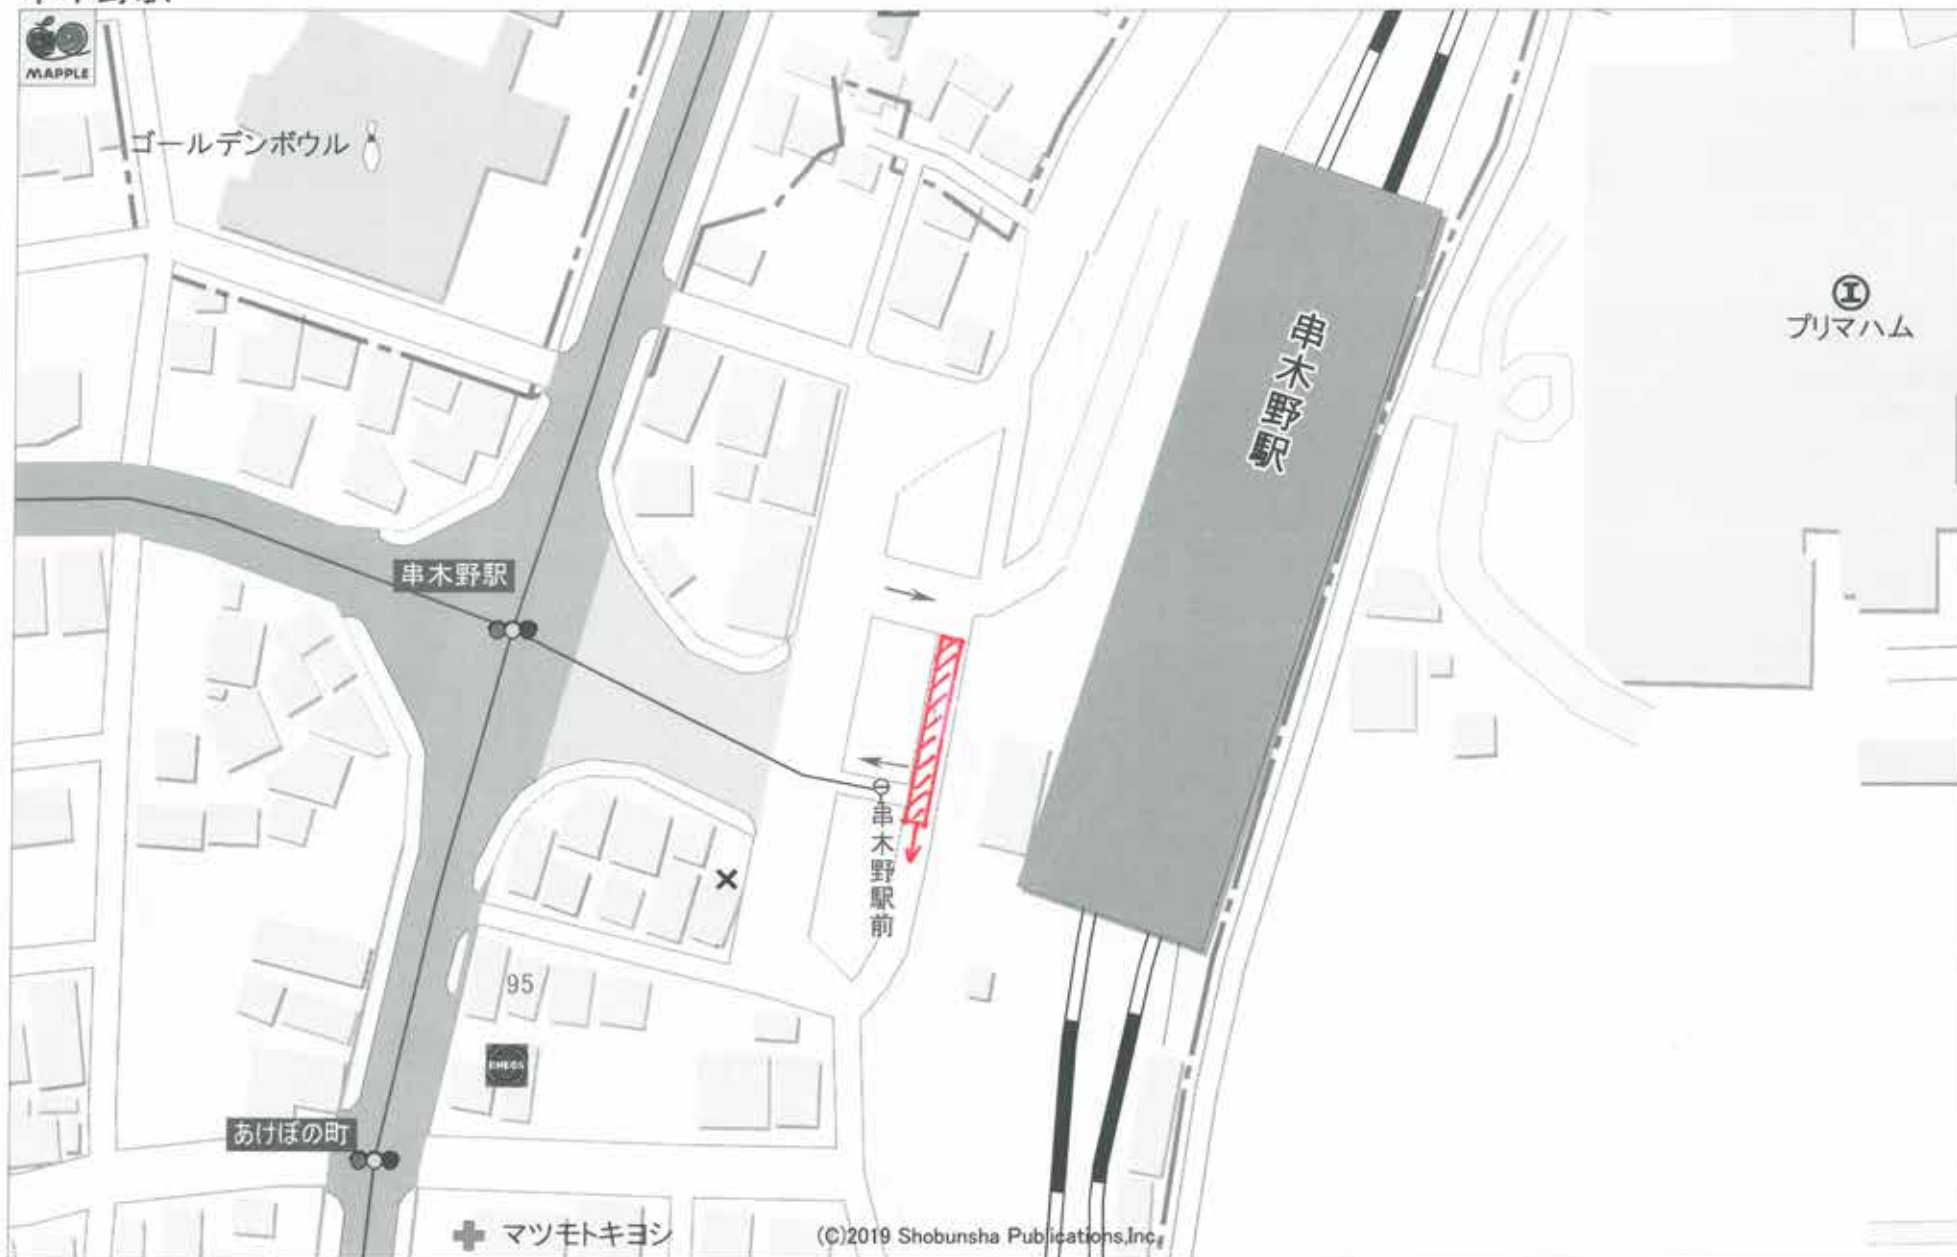 MAPPLE
ゴールデンボウル
プリマハム
串木野駅
串木野駅
串木野駅前
95
ENEOS
あけぼの町
マツモトキヨシ
(C)2019 Shobunsha Publications,Inc.